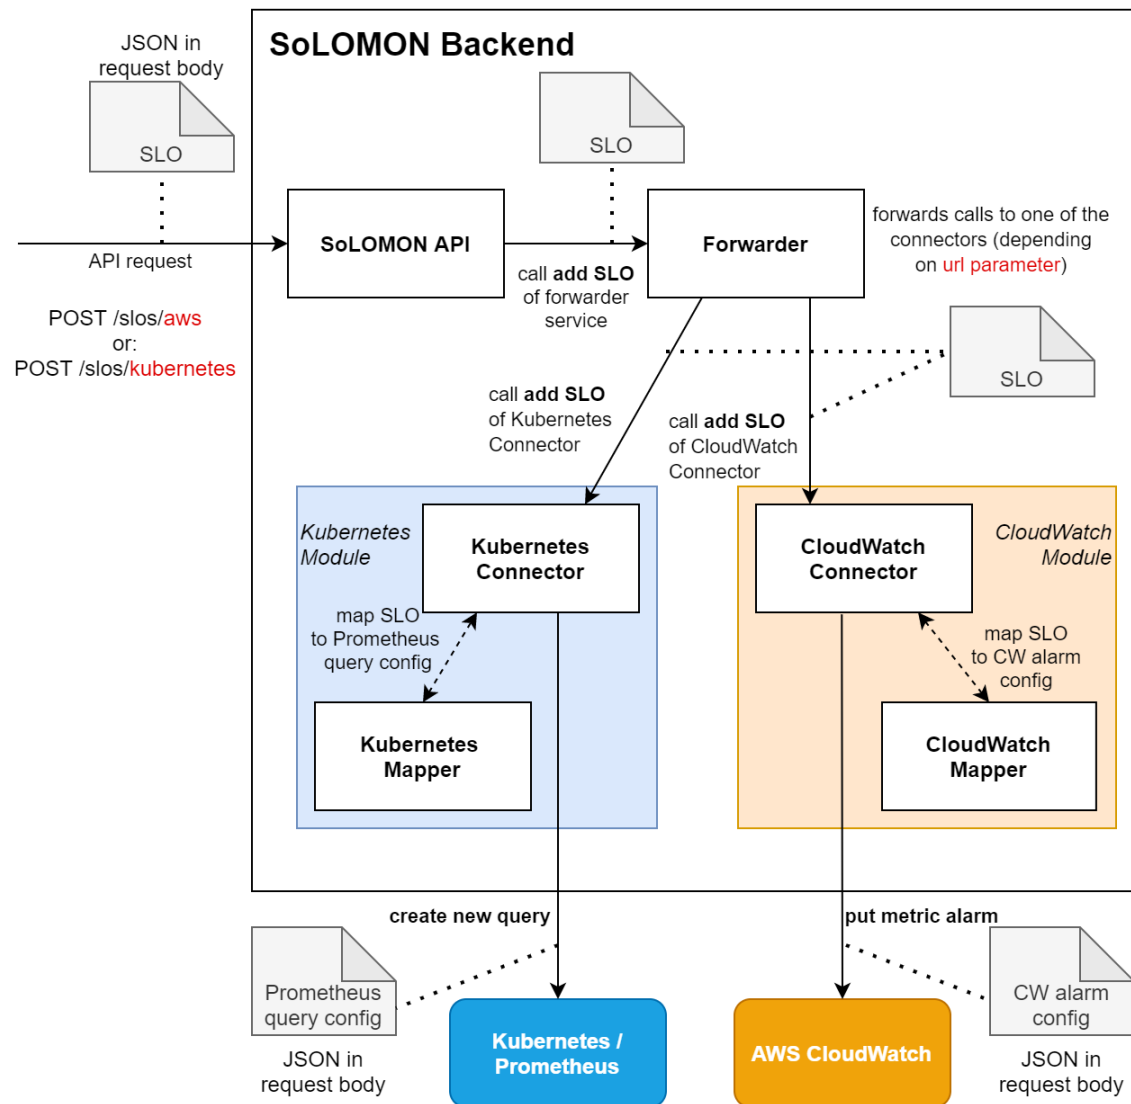 SoLOMON Backend
JSON in
request body
SLO
SLO
SoLOMON API
Forwarder
forwards calls to one of the
connectors (depending
on url parameter)
API request
call add SLO
of forwarder
service
POST /slos/aws
or:
POST /slos/kubernetes
SLO
call add SLO
of Kubernetes
Connector
call add SLO
of CloudWatch
Connector
Kubernetes
Module
Kubernetes
Connector
CloudWatch
Connector
CloudWatch
Module
map SLO
to Prometheus
query config
map SLO
to CW alarm
config
Kubernetes
Mapper
CloudWatch
Mapper
create new query
put metric alarm
Prometheus
query config
CW alarm
config
JSON in
request body
Kubernetes /
Prometheus
AWS CloudWatch
JSON in
request body